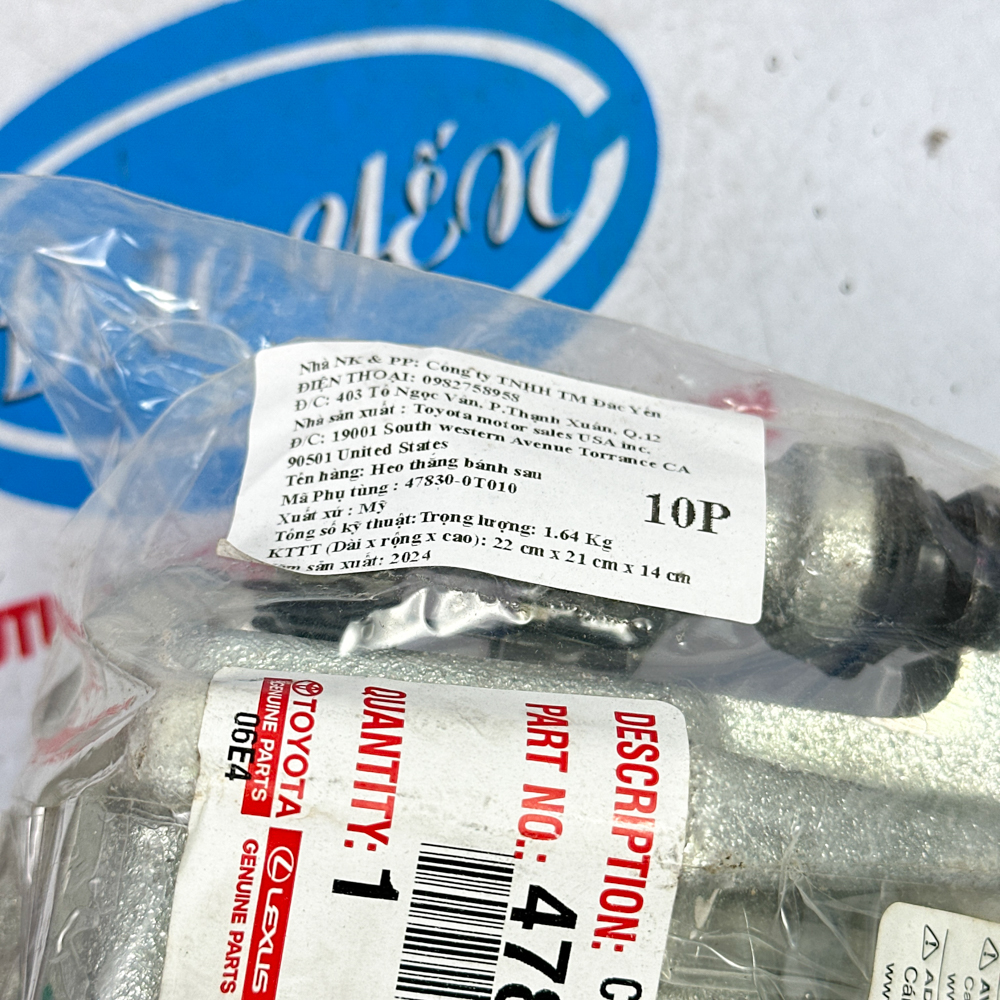 YẾN
Nhà NK & PP: Công ty TNHH TM Đắc Yến
ĐIỆN THOẠI: 0982758958
Đ/C: 403 Tô Ngọc Vân, P.Thạnh Xuân, Q.12
Nhà sản xuất : Toyota motor sales USA inc.
Đ/C: 19001 South western Avenue Torrance CA
90501 United States
Tên hàng: Heo thắng bánh sau
Mã Phụ tùng : 47830-0T010
Xuất xứ : Mỹ
Tổng số kỹ thuật: Trọng lượng: 1.64 Kg
KTTT (Dài x rộng x cao): 22 cm x 21 cm x 14 cm
sản xuất: 2024
10P
DESCRIPTION: C
PART NO.: 478
QUANTITY: 1
TOYOTA
GENUINE PARTS
06E4
LEXUS
GENUINE PARTS